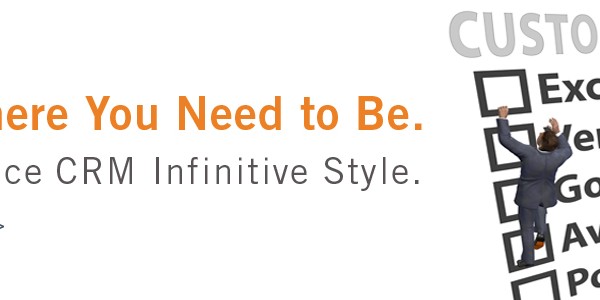 here You Need to Be.
ce CRM Infinitive Style.
>
CUSTO
Exc
Ver
Go
Av
Po